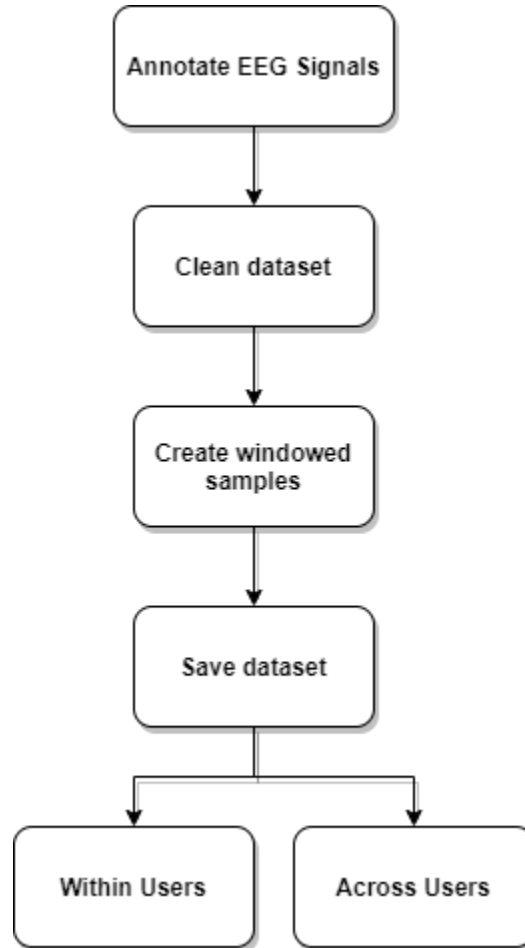 Annotate EEG Signals
Clean dataset
Create windowed
samples
Save dataset
Within Users
Across Users